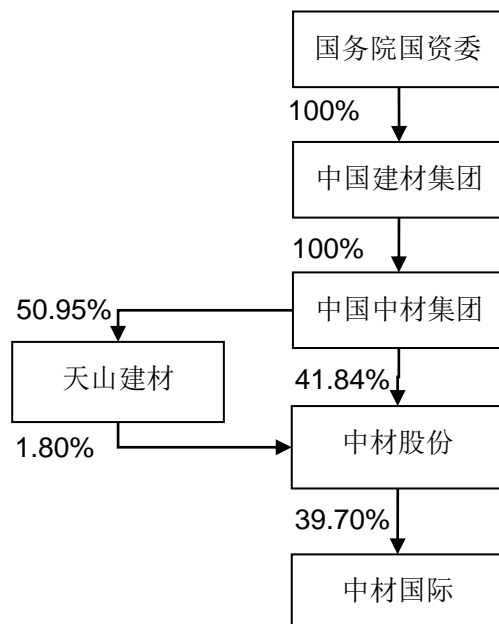 国务院国资委
100%
中国建材集团
100%
中国中材集团
50.95%
天山建材
41.84%
1.80%
中材股份
39.70%
中材国际